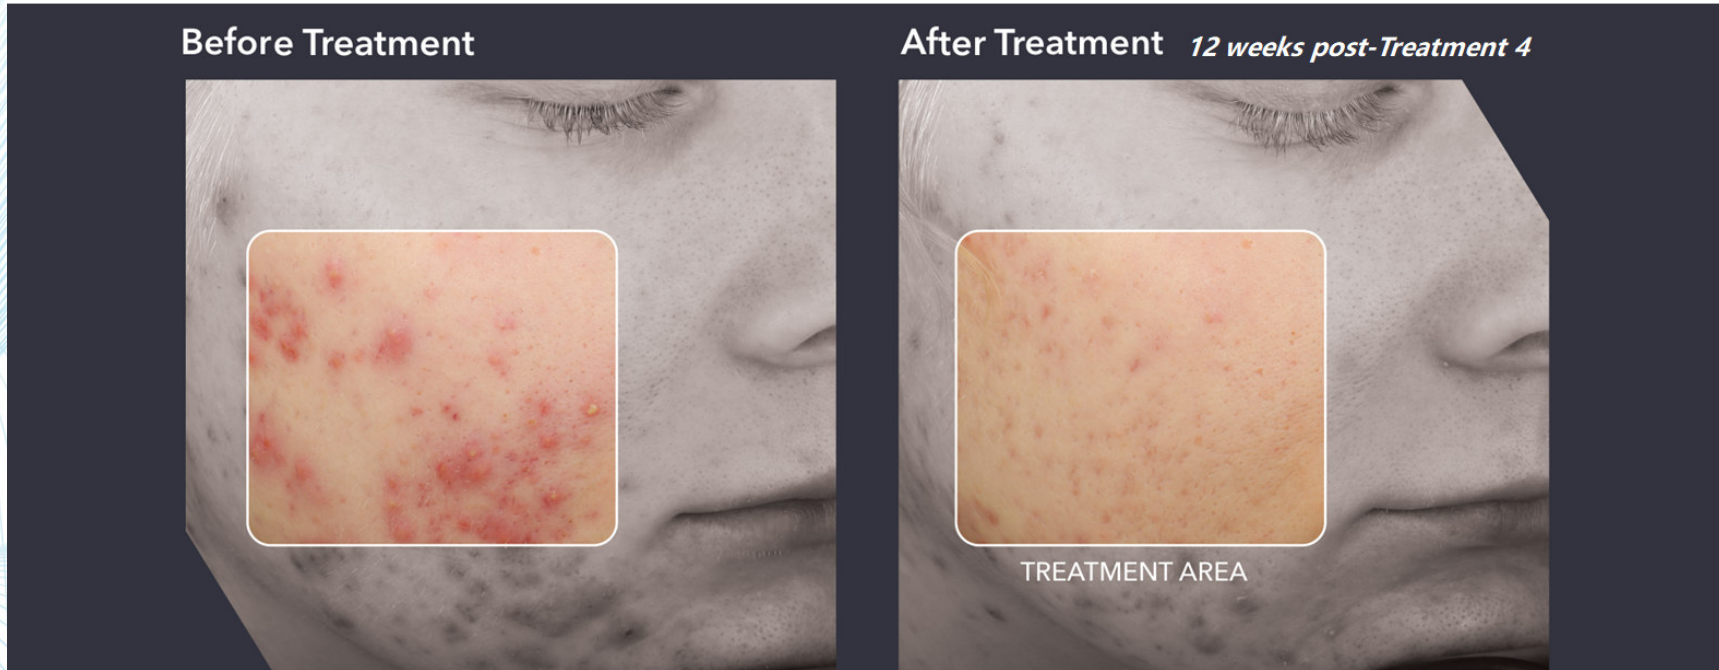 Before Treatment
After Treatment 12 weeks post-Treatment 4
TREATMENT AREA